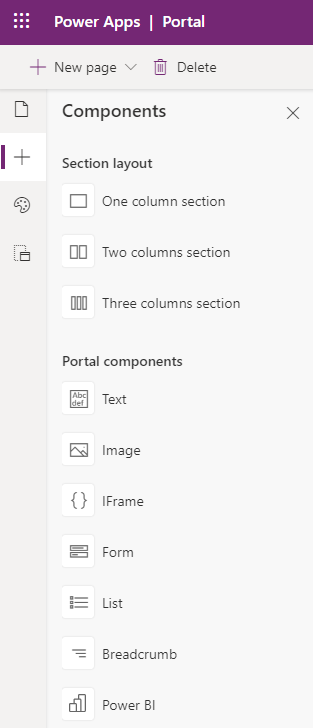 Power Apps | Portal
New page Delete
Components
Section layout
One column section
Two columns section
Three columns section
Portal components
Abc
def
Text
Image
IFrame
Form
List
Breadcrumb
Power BI